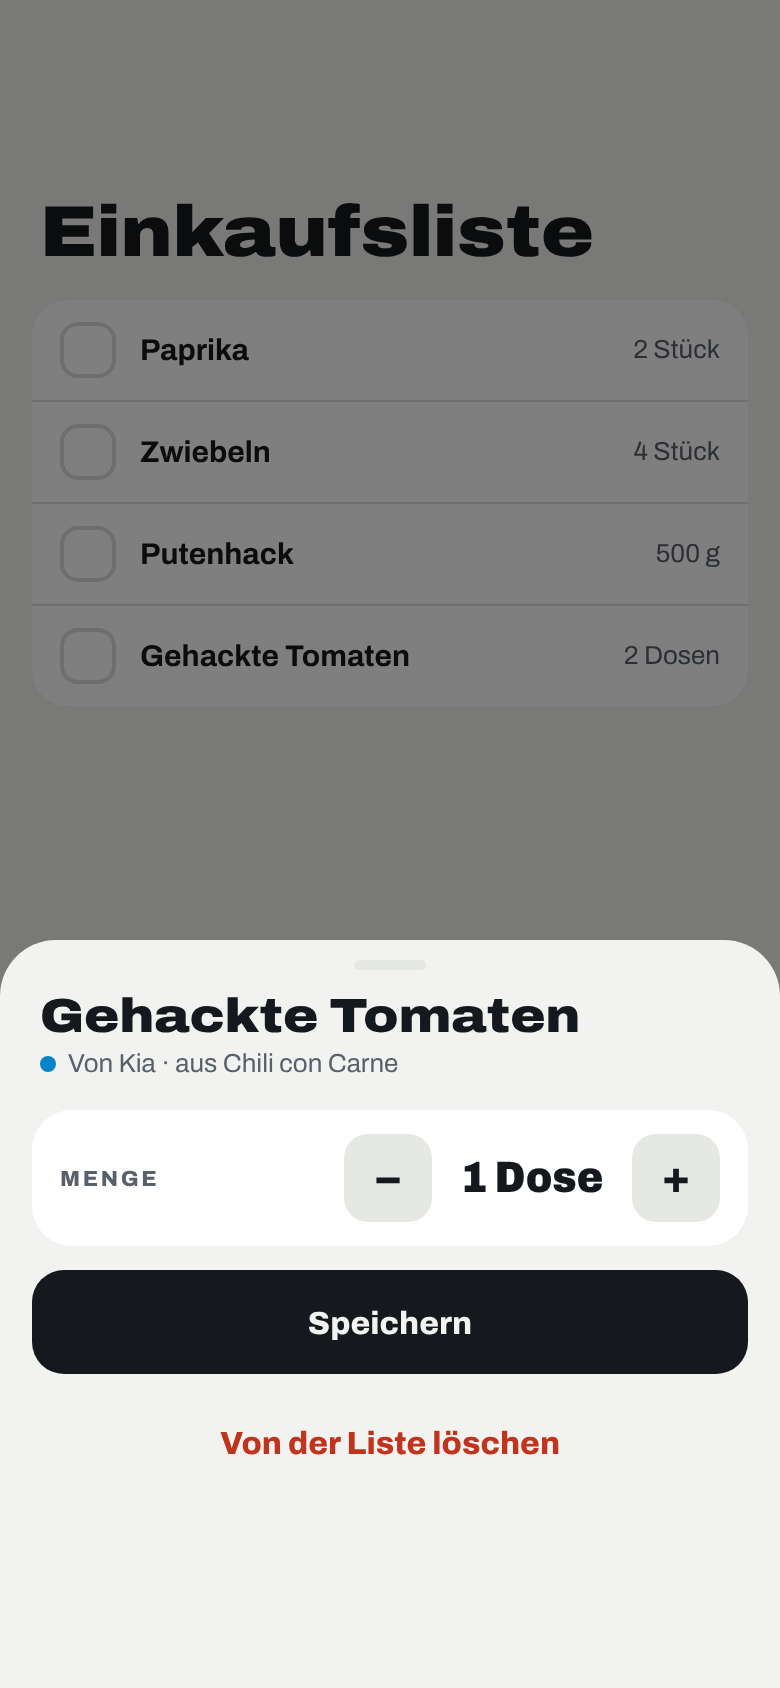 Einkaufsliste
Paprika 2 Stück
Zwiebeln 4 Stück
Putenhack 500 g
Gehackte Tomaten 2 Dosen
Gehackte Tomaten
Von Kia · aus Chili con Carne
MENGE − 1 Dose +
Speichern
Von der Liste löschen